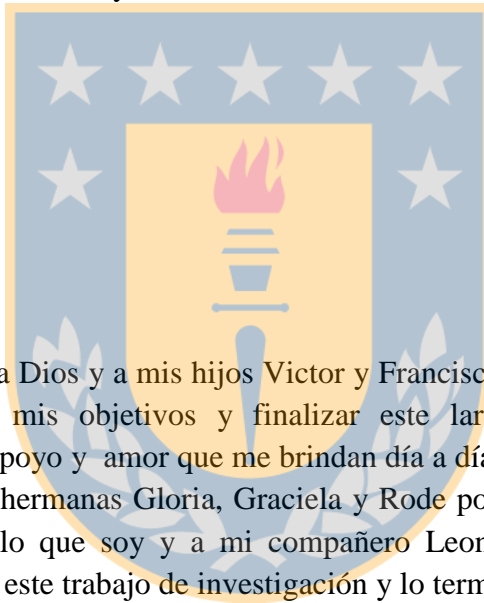 a Dios y a mis hijos Victor y Francisc
mis objetivos y finalizar este lar
poyo y amor que me brindan día a día
hermanas Gloria, Graciela y Rode po
lo que soy y a mi compañero Leon
este trabajo de investigación y lo term